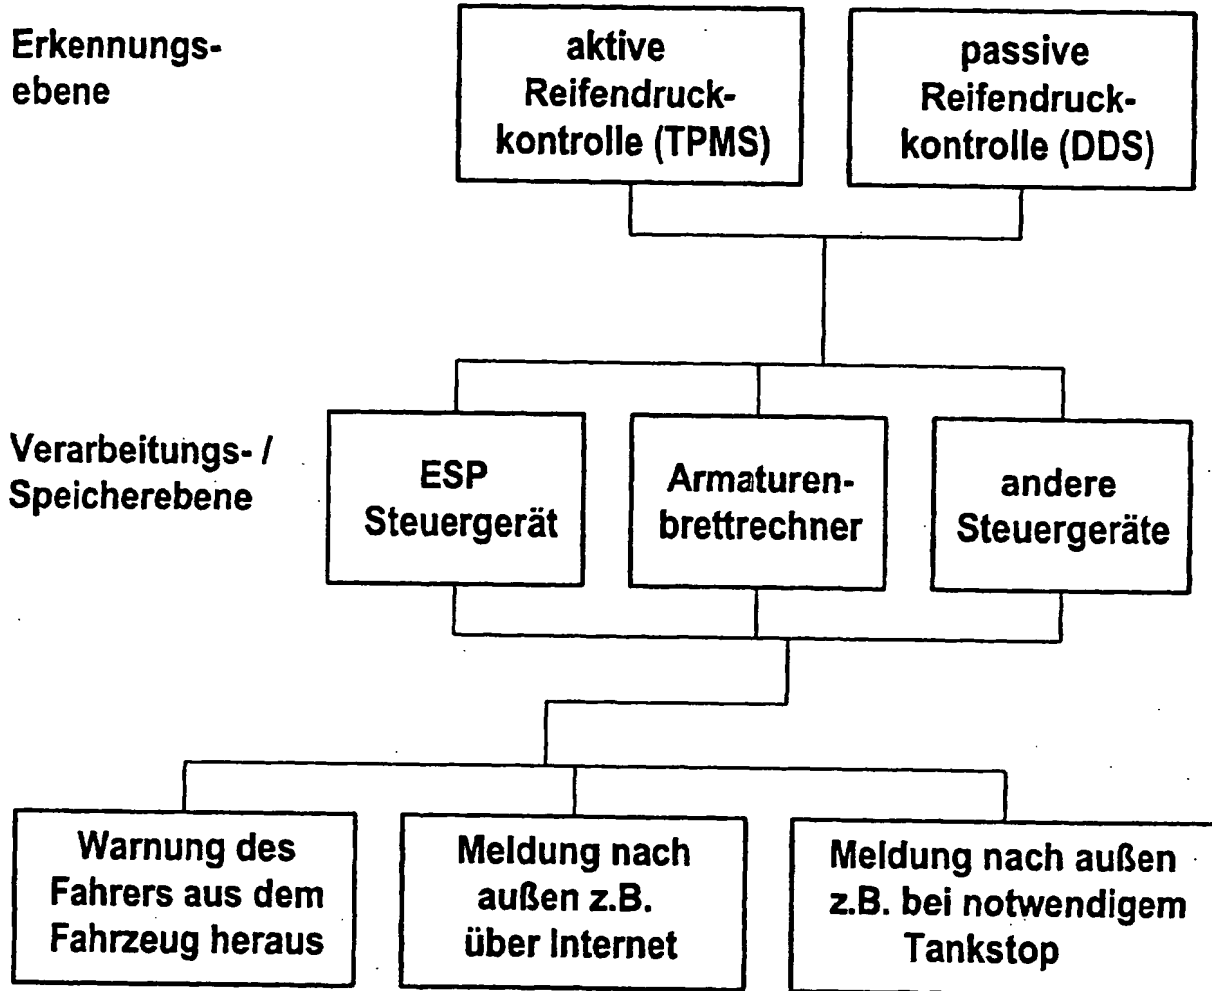 Erkennungs-
ebene
aktive
Reifendruck-
kontrolle (TPMS)
passive
Reifendruck-
kontrolle (DDS)
Verarbeitungs- /
Speicherebene
ESP
Steuergerät
Armaturen-
brettrechner
andere
Steuergeräte
Warnung des
Fahrers aus dem
Fahrzeug heraus
Meldung nach
außen z.B.
über Internet
Meldung nach außen
z.B. bei notwendigem
Tankstop